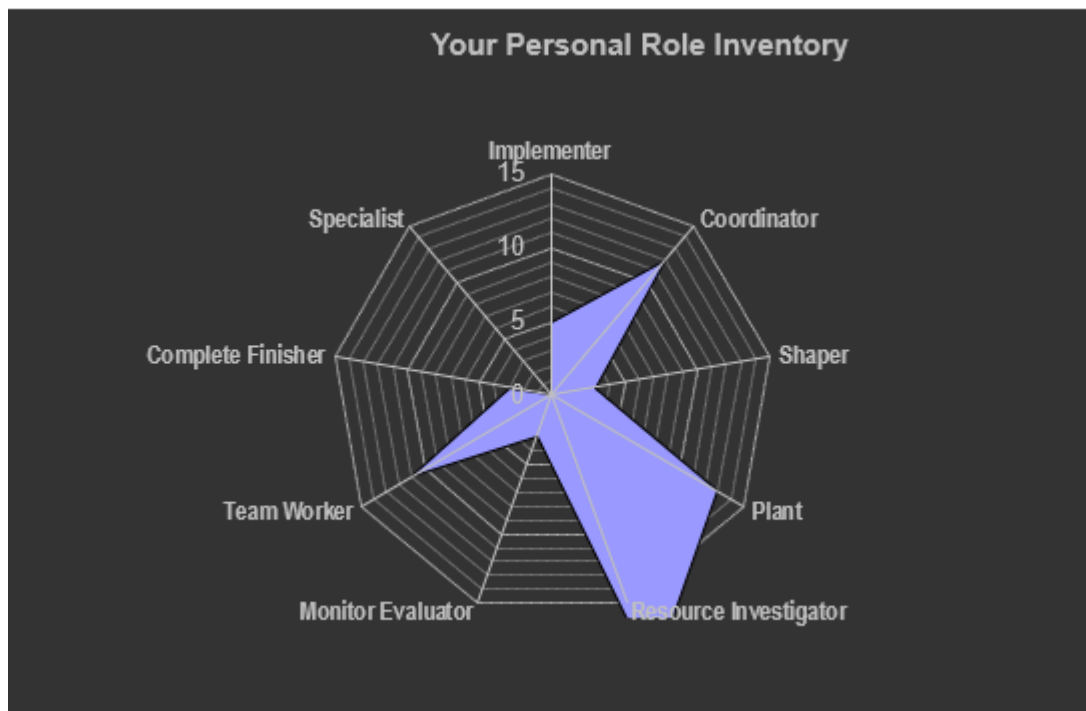 Your Personal Role Inventory
Implementer
15
Specialist
Coordinator
10
5
Complete Finisher
Shaper
0
Team Worker
Plant
Monitor Evaluator
Resource Investigator